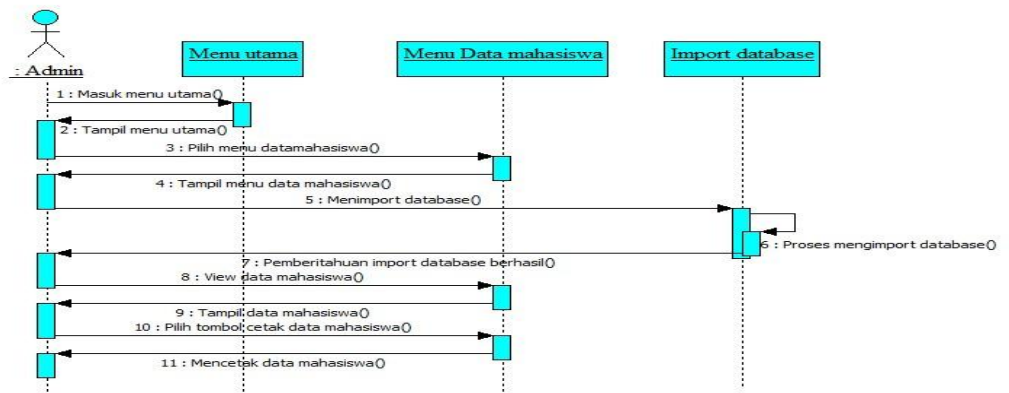 Menu utama
Menu Data mahasiswa
Import database
: Admin
1 : Masuk menu utama()
2 : Tampil menu utama()
3 : Pilih menu datamahasiswa()
4 : Tampil menu data mahasiswa()
5 : Menimport database()
6 : Proses mengimport database()
7 : Pemberitahuan import database berhasil()
8 : View data mahasiswa()
9 : Tampil data mahasiswa()
10 : Pilih tombol cetak data mahasiswa()
11 : Mencetak data mahasiswa()